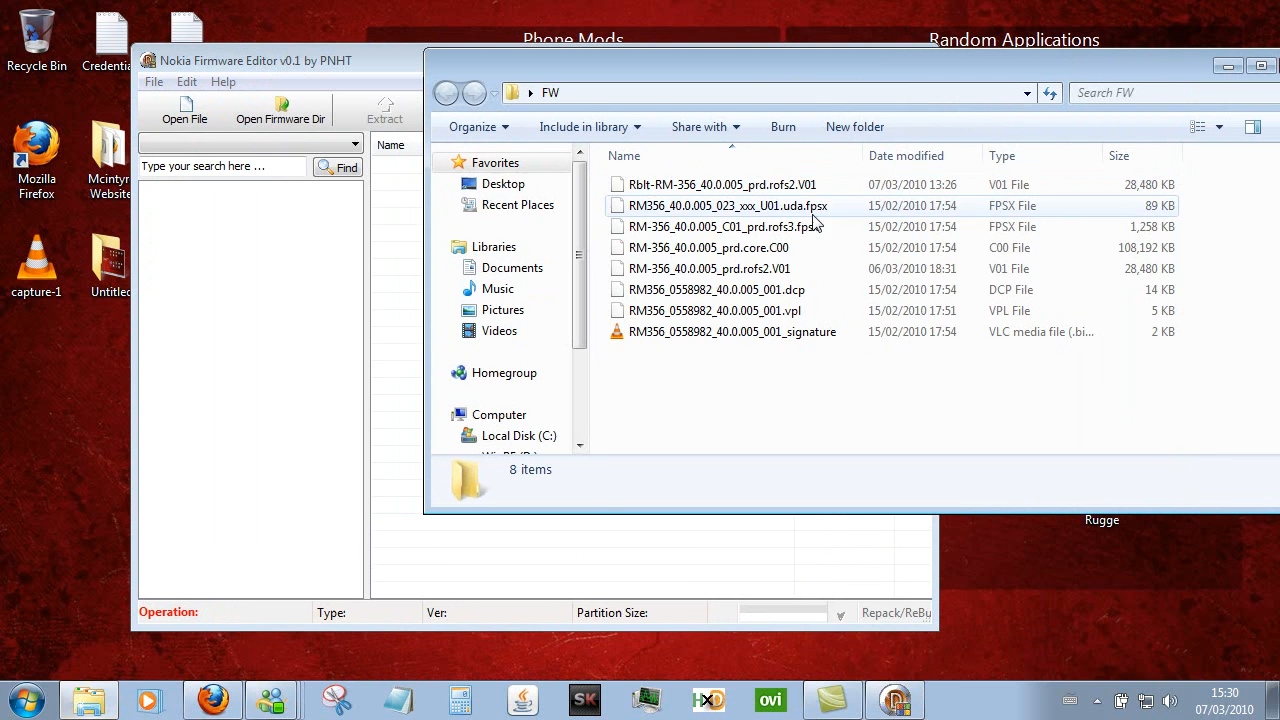 Phone Mods
Random Applications
Recycle Bin
Credentia
Mozilla
Firefox
Mcinty
Website
capture-1
Untitled
Nokia Firmware Editor v0.1 by PNHT
File Edit Help
Open File
Open Firmware Dir
Extract
Type your search here ...
Find
Name
FW
Search FW
Organize
Include in library
Share with
Burn
New folder
Favorites
Desktop
Recent Places
Libraries
Documents
Music
Pictures
Videos
Homegroup
Computer
Local Disk (C:)
Name Date modified Type Size
Rblt-RM-356_40.0.005_prd.rofs2.V01 07/03/2010 13:26 V01 File 28,480 KB
RM356_40.0.005_023_xxx_U01.uda.fpsx 15/02/2010 17:54 FPSX File 89 KB
RM-356_40.0.005_C01_prd.rofs3.fps 15/02/2010 17:54 FPSX File 1,258 KB
RM-356_40.0.005_prd.core.C00 15/02/2010 17:54 C00 File 108,192 KB
RM-356_40.0.005_prd.rofs2.V01 06/03/2010 18:31 V01 File 28,480 KB
RM356_0558982_40.0.005_001.dcp 15/02/2010 17:54 DCP File 14 KB
RM356_0558982_40.0.005_001.vpl 15/02/2010 17:51 VPL File 5 KB
RM356_0558982_40.0.005_001_signature 15/02/2010 17:54 VLC media file (.bi... 2 KB
8 items
Rugge
Operation:
Type:
Ver:
Partition Size:
Repack/ReBu
SK
HXD
ovi
15:30
07/03/2010